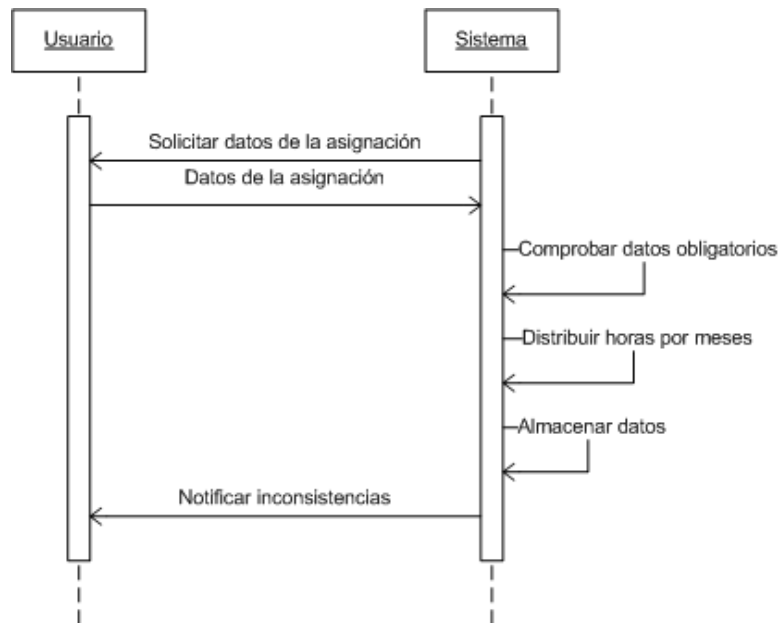 Usuario
Sistema
Solicitar datos de la asignación
Datos de la asignación
Comprobar datos obligatorios
Distribuir horas por meses
Almacenar datos
Notificar inconsistencias